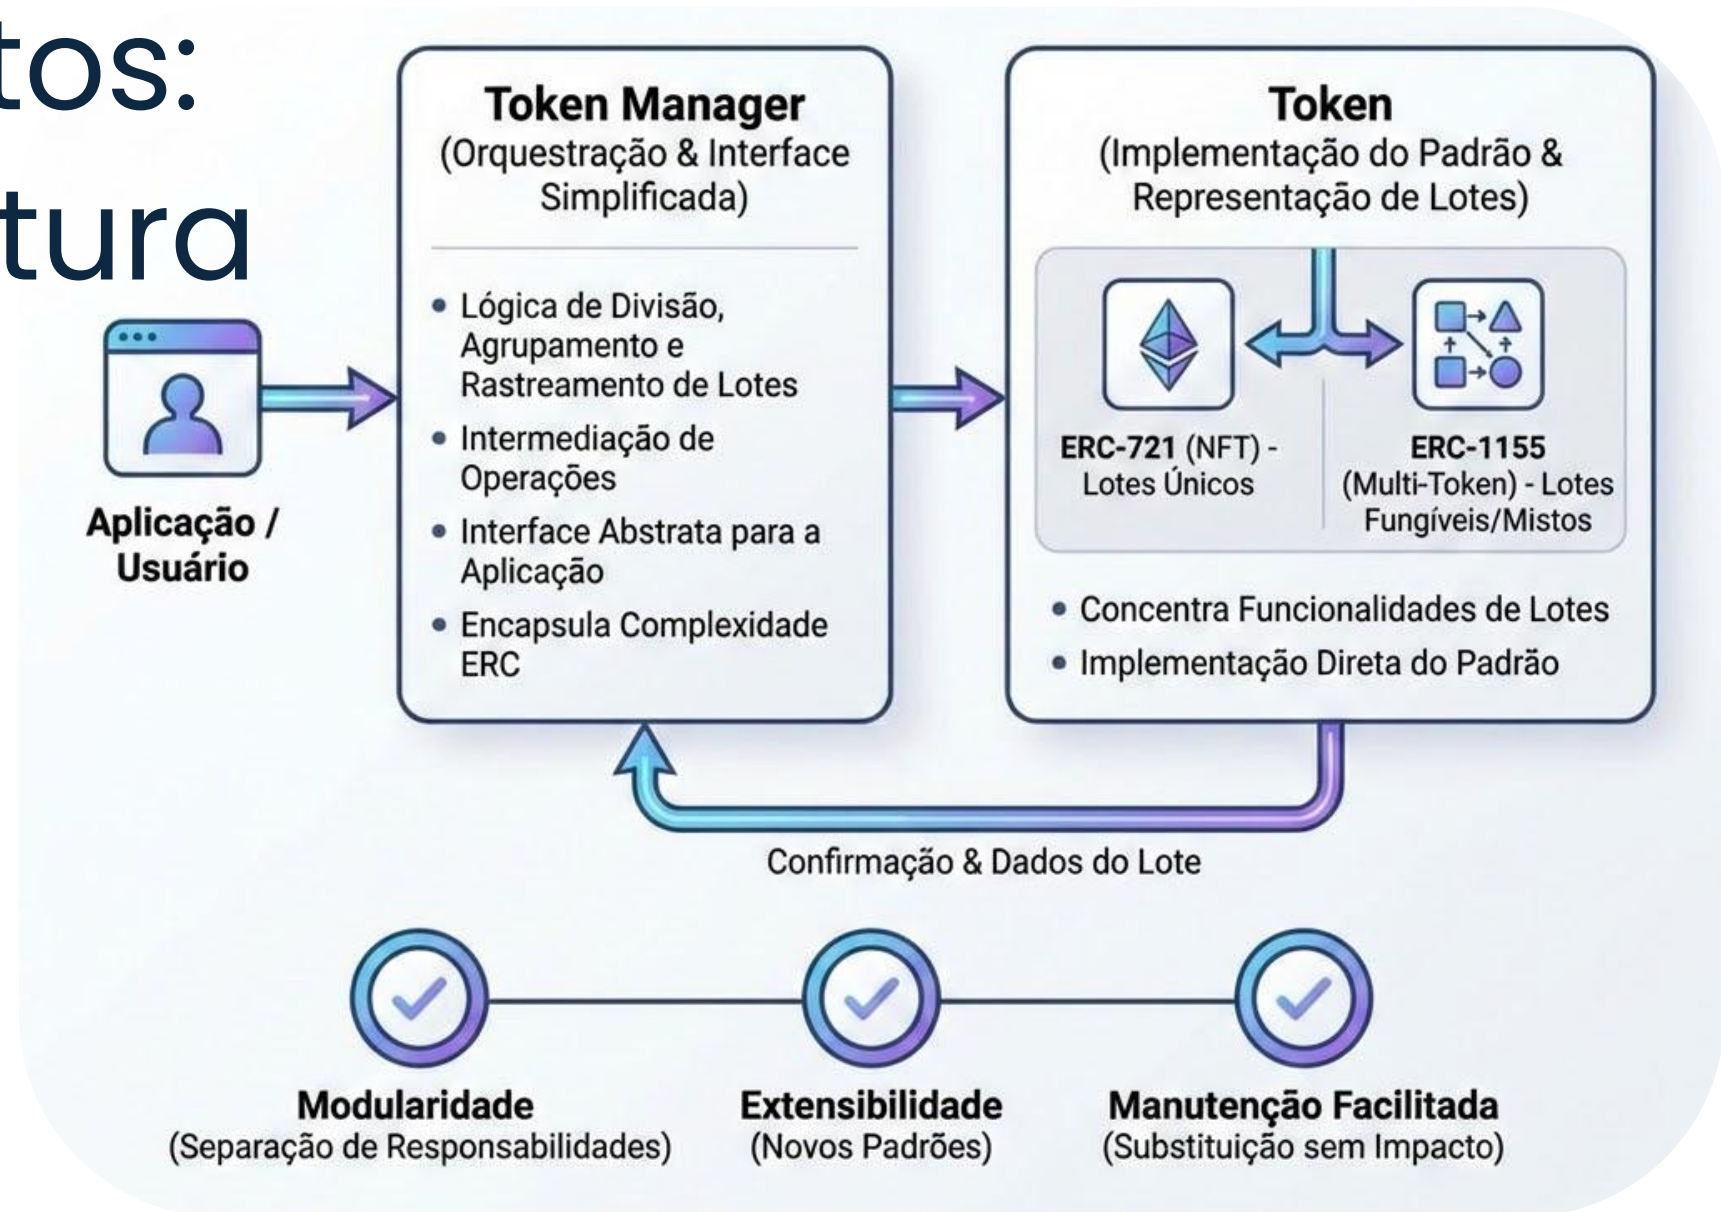 tos:
tura
Token Manager
(Orquestração & Interface
Simplificada)
• Lógica de Divisão,
Agrupamento e
Rastreamento de Lotes
• Intermediação de
Operações
• Interface Abstrata para a
Aplicação
• Encapsula Complexidade
ERC
Aplicação /
Usuário
Token
(Implementação do Padrão &
Representação de Lotes)
ERC-721 (NFT) -
Lotes Únicos
ERC-1155
(Multi-Token) - Lotes
Fungíveis/Mistos
• Concentra Funcionalidades de Lotes
• Implementação Direta do Padrão
Confirmação & Dados do Lote
Modularidade
(Separação de Responsabilidades)
Extensibilidade
(Novos Padrões)
Manutenção Facilitada
(Substituição sem Impacto)